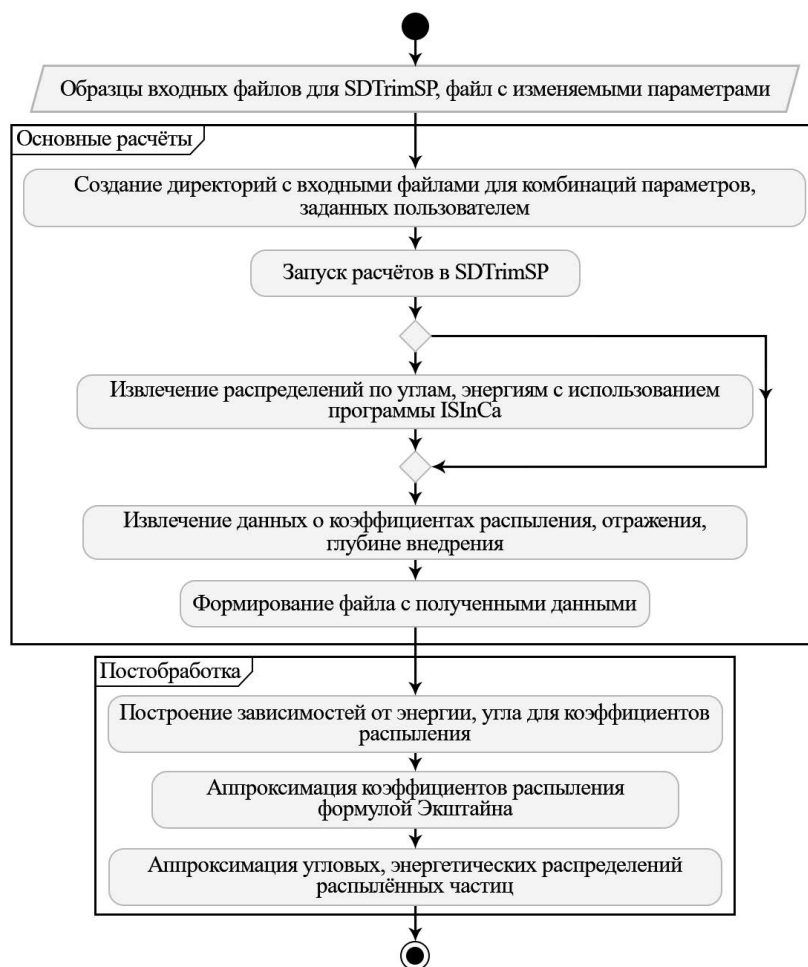 Образцы входных файлов для SDTrimSP, файл с изменяемыми параметрами
Основные расчёты
Создание директорий с входными файлами для комбинаций параметров,
заданных пользователем
Запуск расчётов в SDTrimSP
Извлечение распределений по углам, энергиям с использованием
программы ISInCa
Извлечение данных о коэффициентах распыления, отражения,
глубине внедрения
Формирование файла с полученными данными
Постобработка
Построение зависимостей от энергии, угла для коэффициентов
распыления
Аппроксимация коэффициентов распыления
формулой Экштайна
Аппроксимация угловых, энергетических распределений
распылённых частиц